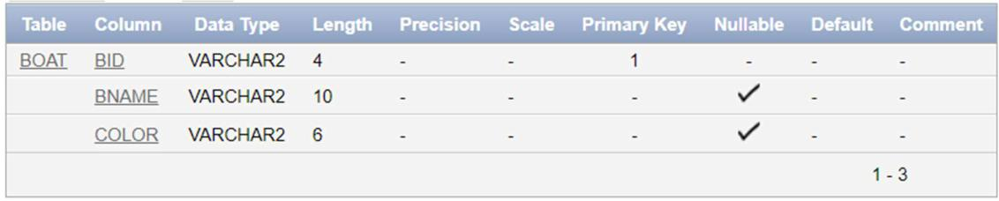 Table Column Data Type Length Precision Scale Primary Key Nullable Default Comment
BOAT BID VARCHAR2 4 - - 1 - - -
BNAME VARCHAR2 10 - - - ✓ - -
COLOR VARCHAR2 6 - - - ✓ - -
1 - 3